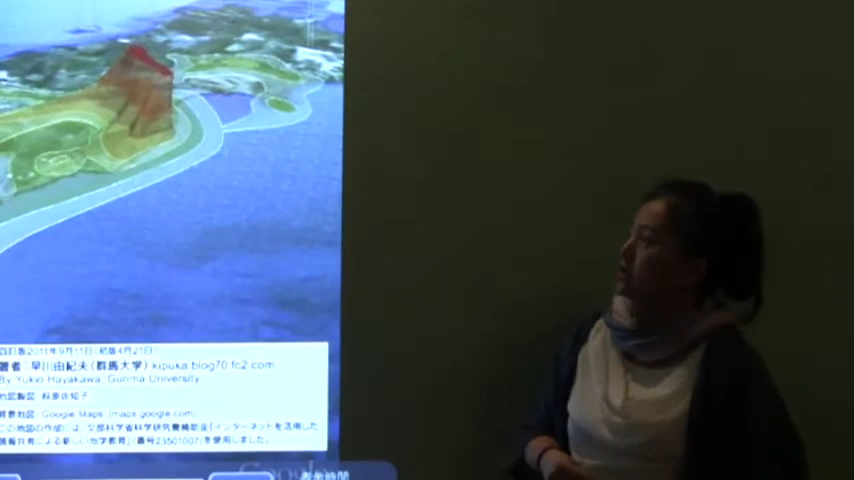 四訂版2011年9月11日(初版4月21日)
著者 早川由紀夫(群馬大学) kipuka.blog70.fc2.com
By Yukio Hayakawa, Gunma University
地図製図 萩原佐知子
背景地図 Google Maps (maps.google.com)
この地図の作成には、文部科学省科学研究費補助金「インターネットを活用した
情報共有による新しい地学教育」(番号23501007)を使用しました。
Google
表示時間